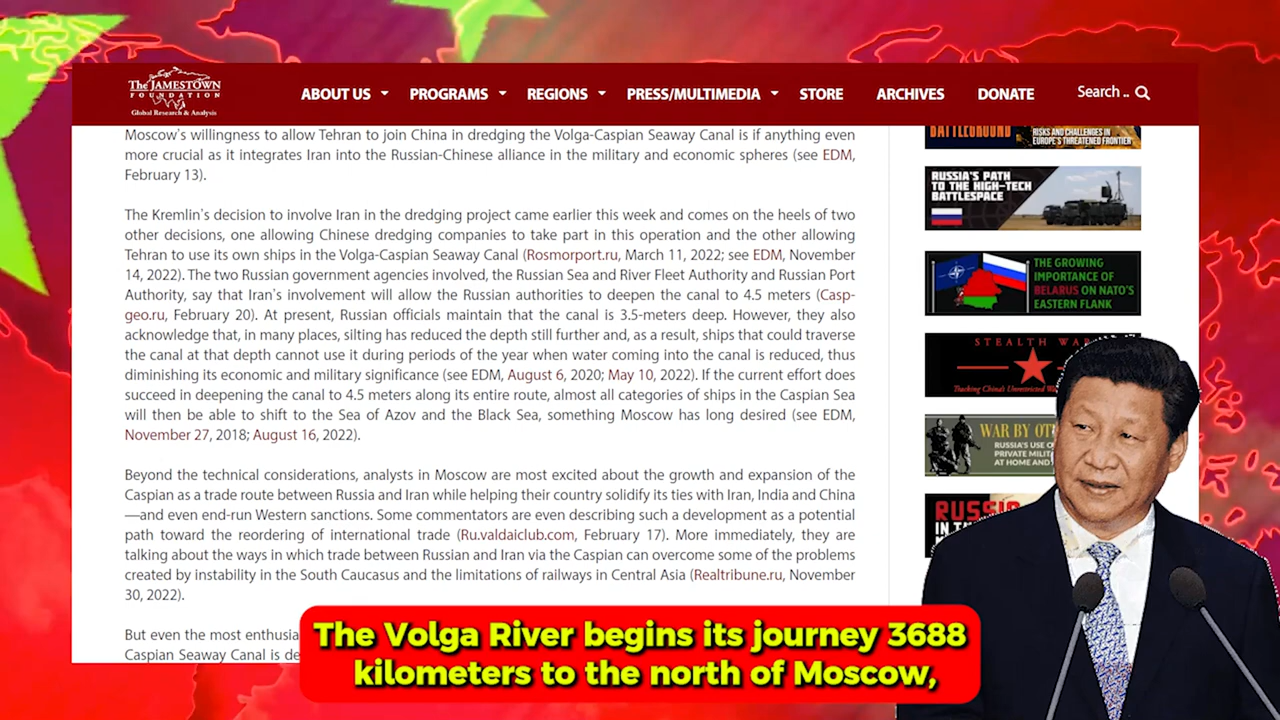 The JAMESTOWN
FOUNDATION
Global Research & Analysis
ABOUT US
PROGRAMS
REGIONS
PRESS/MULTIMEDIA
STORE
ARCHIVES
DONATE
Search ..
Moscow's willingness to allow Tehran to join China in dredging the Volga-Caspian Seaway Canal is if anything even
more crucial as it integrates Iran into the Russian-Chinese alliance in the military and economic spheres (see EDM,
February 13).
The Kremlin's decision to involve Iran in the dredging project came earlier this week and comes on the heels of two
other decisions, one allowing Chinese dredging companies to take part in this operation and the other allowing
Tehran to use its own ships in the Volga-Caspian Seaway Canal (Rosmorport.ru, March 11, 2022; see EDM, November
14, 2022). The two Russian government agencies involved, the Russian Sea and River Fleet Authority and Russian Port
Authority, say that Iran's involvement will allow the Russian authorities to deepen the canal to 4.5 meters (Casp-
geo.ru, February 20). At present, Russian officials maintain that the canal is 3.5-meters deep. However, they also
acknowledge that, in many places, silting has reduced the depth still further and, as a result, ships that could traverse
the canal at that depth cannot use it during periods of the year when water coming into the canal is reduced, thus
diminishing its economic and military significance (see EDM, August 6, 2020; May 10, 2022). If the current effort does
succeed in deepening the canal to 4.5 meters along its entire route, almost all categories of ships in the Caspian Sea
will then be able to shift to the Sea of Azov and the Black Sea, something Moscow has long desired (see EDM,
November 27, 2018; August 16, 2022).
Beyond the technical considerations, analysts in Moscow are most excited about the growth and expansion of the
Caspian as a trade route between Russia and Iran while helping their country solidify its ties with Iran, India and China
—and even end-run Western sanctions. Some commentators are even describing such a development as a potential
path toward the reordering of international trade (Ru.valdaiclub.com, February 17). More immediately, they are
talking about the ways in which trade between Russian and Iran via the Caspian can overcome some of the problems
created by instability in the South Caucasus and the limitations of railways in Central Asia (Realtribune.ru, November
30, 2022).
But even the most enthusia
Caspian Seaway Canal is de
BATTLEGROUND
RISKS AND CHALLENGES IN
EUROPE'S THREATENED FRONTIER
RUSSIA'S PATH
TO THE HIGH-TECH
BATTLESPACE
THE GROWING
IMPORTANCE OF
BELARUS ON NATO'S
EASTERN FLANK
STEALTH WAR
Tracking China's Unrestricted
WAR BY OT
RUSSIA'S USE O
PRIVATE MILIT
AT HOME AND
RUSSI
IN T
The Volga River begins its journey 3688
kilometers to the north of Moscow,